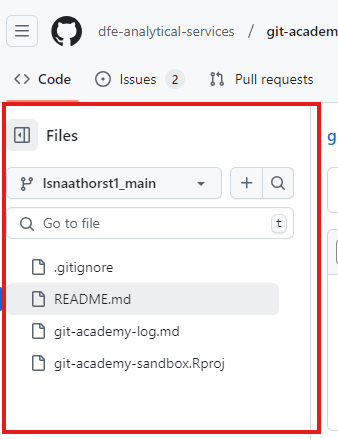 dfe-analytical-services / git-academ
Code Issues 2 Pull requests
Files
lsnaathorst1_main
Go to file t
.gitignore
README.md
git-academy-log.md
git-academy-sandbox.Rproj
g